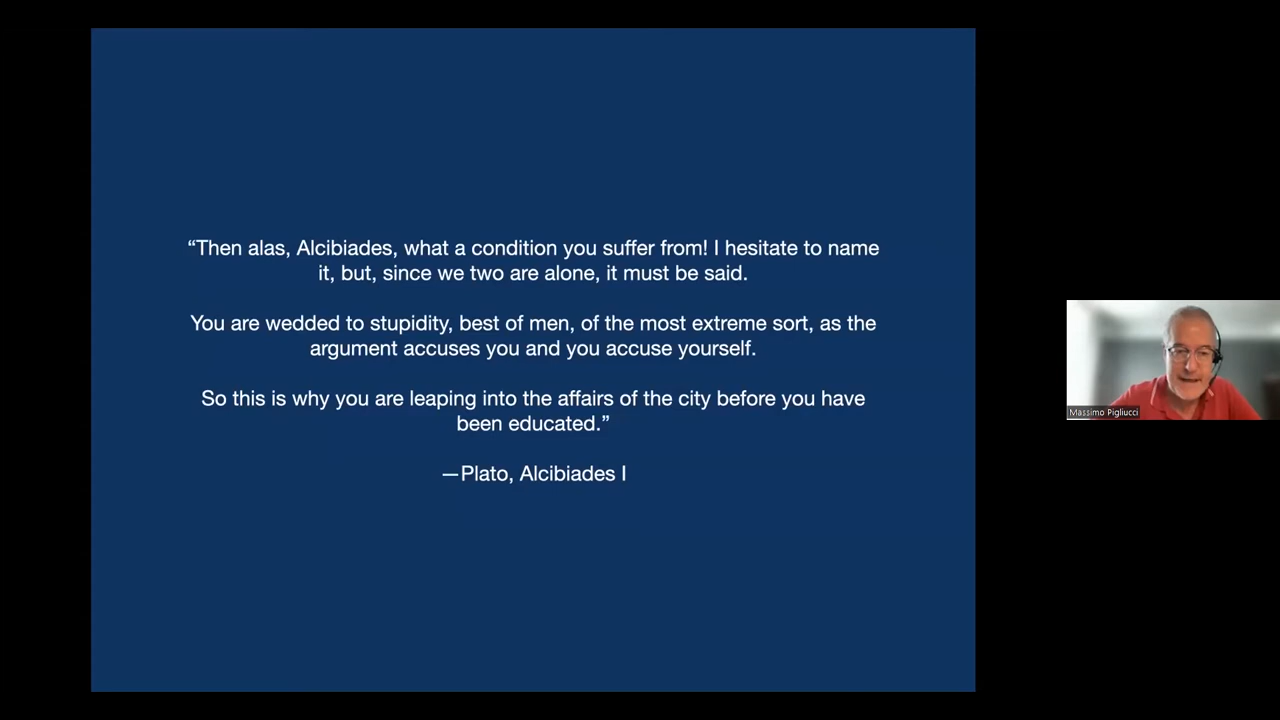 “Then alas, Alcibiades, what a condition you suffer from! I hesitate to name
it, but, since we two are alone, it must be said.
You are wedded to stupidity, best of men, of the most extreme sort, as the
argument accuses you and you accuse yourself.
So this is why you are leaping into the affairs of the city before you have
been educated.”
—Plato, Alcibiades I
Massimo Pigliucci